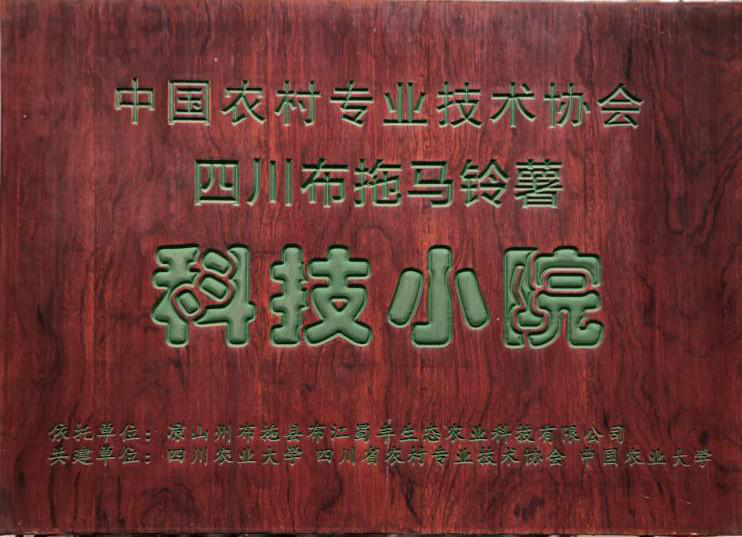 中国农村专业技术协会
四川布拖马铃薯
科技小院
依托单位：凉山州布拖县布江蜀丰生态农业科技有限公司
共建单位：四川农业大学 四川省农村专业技术协会 中国农业大学